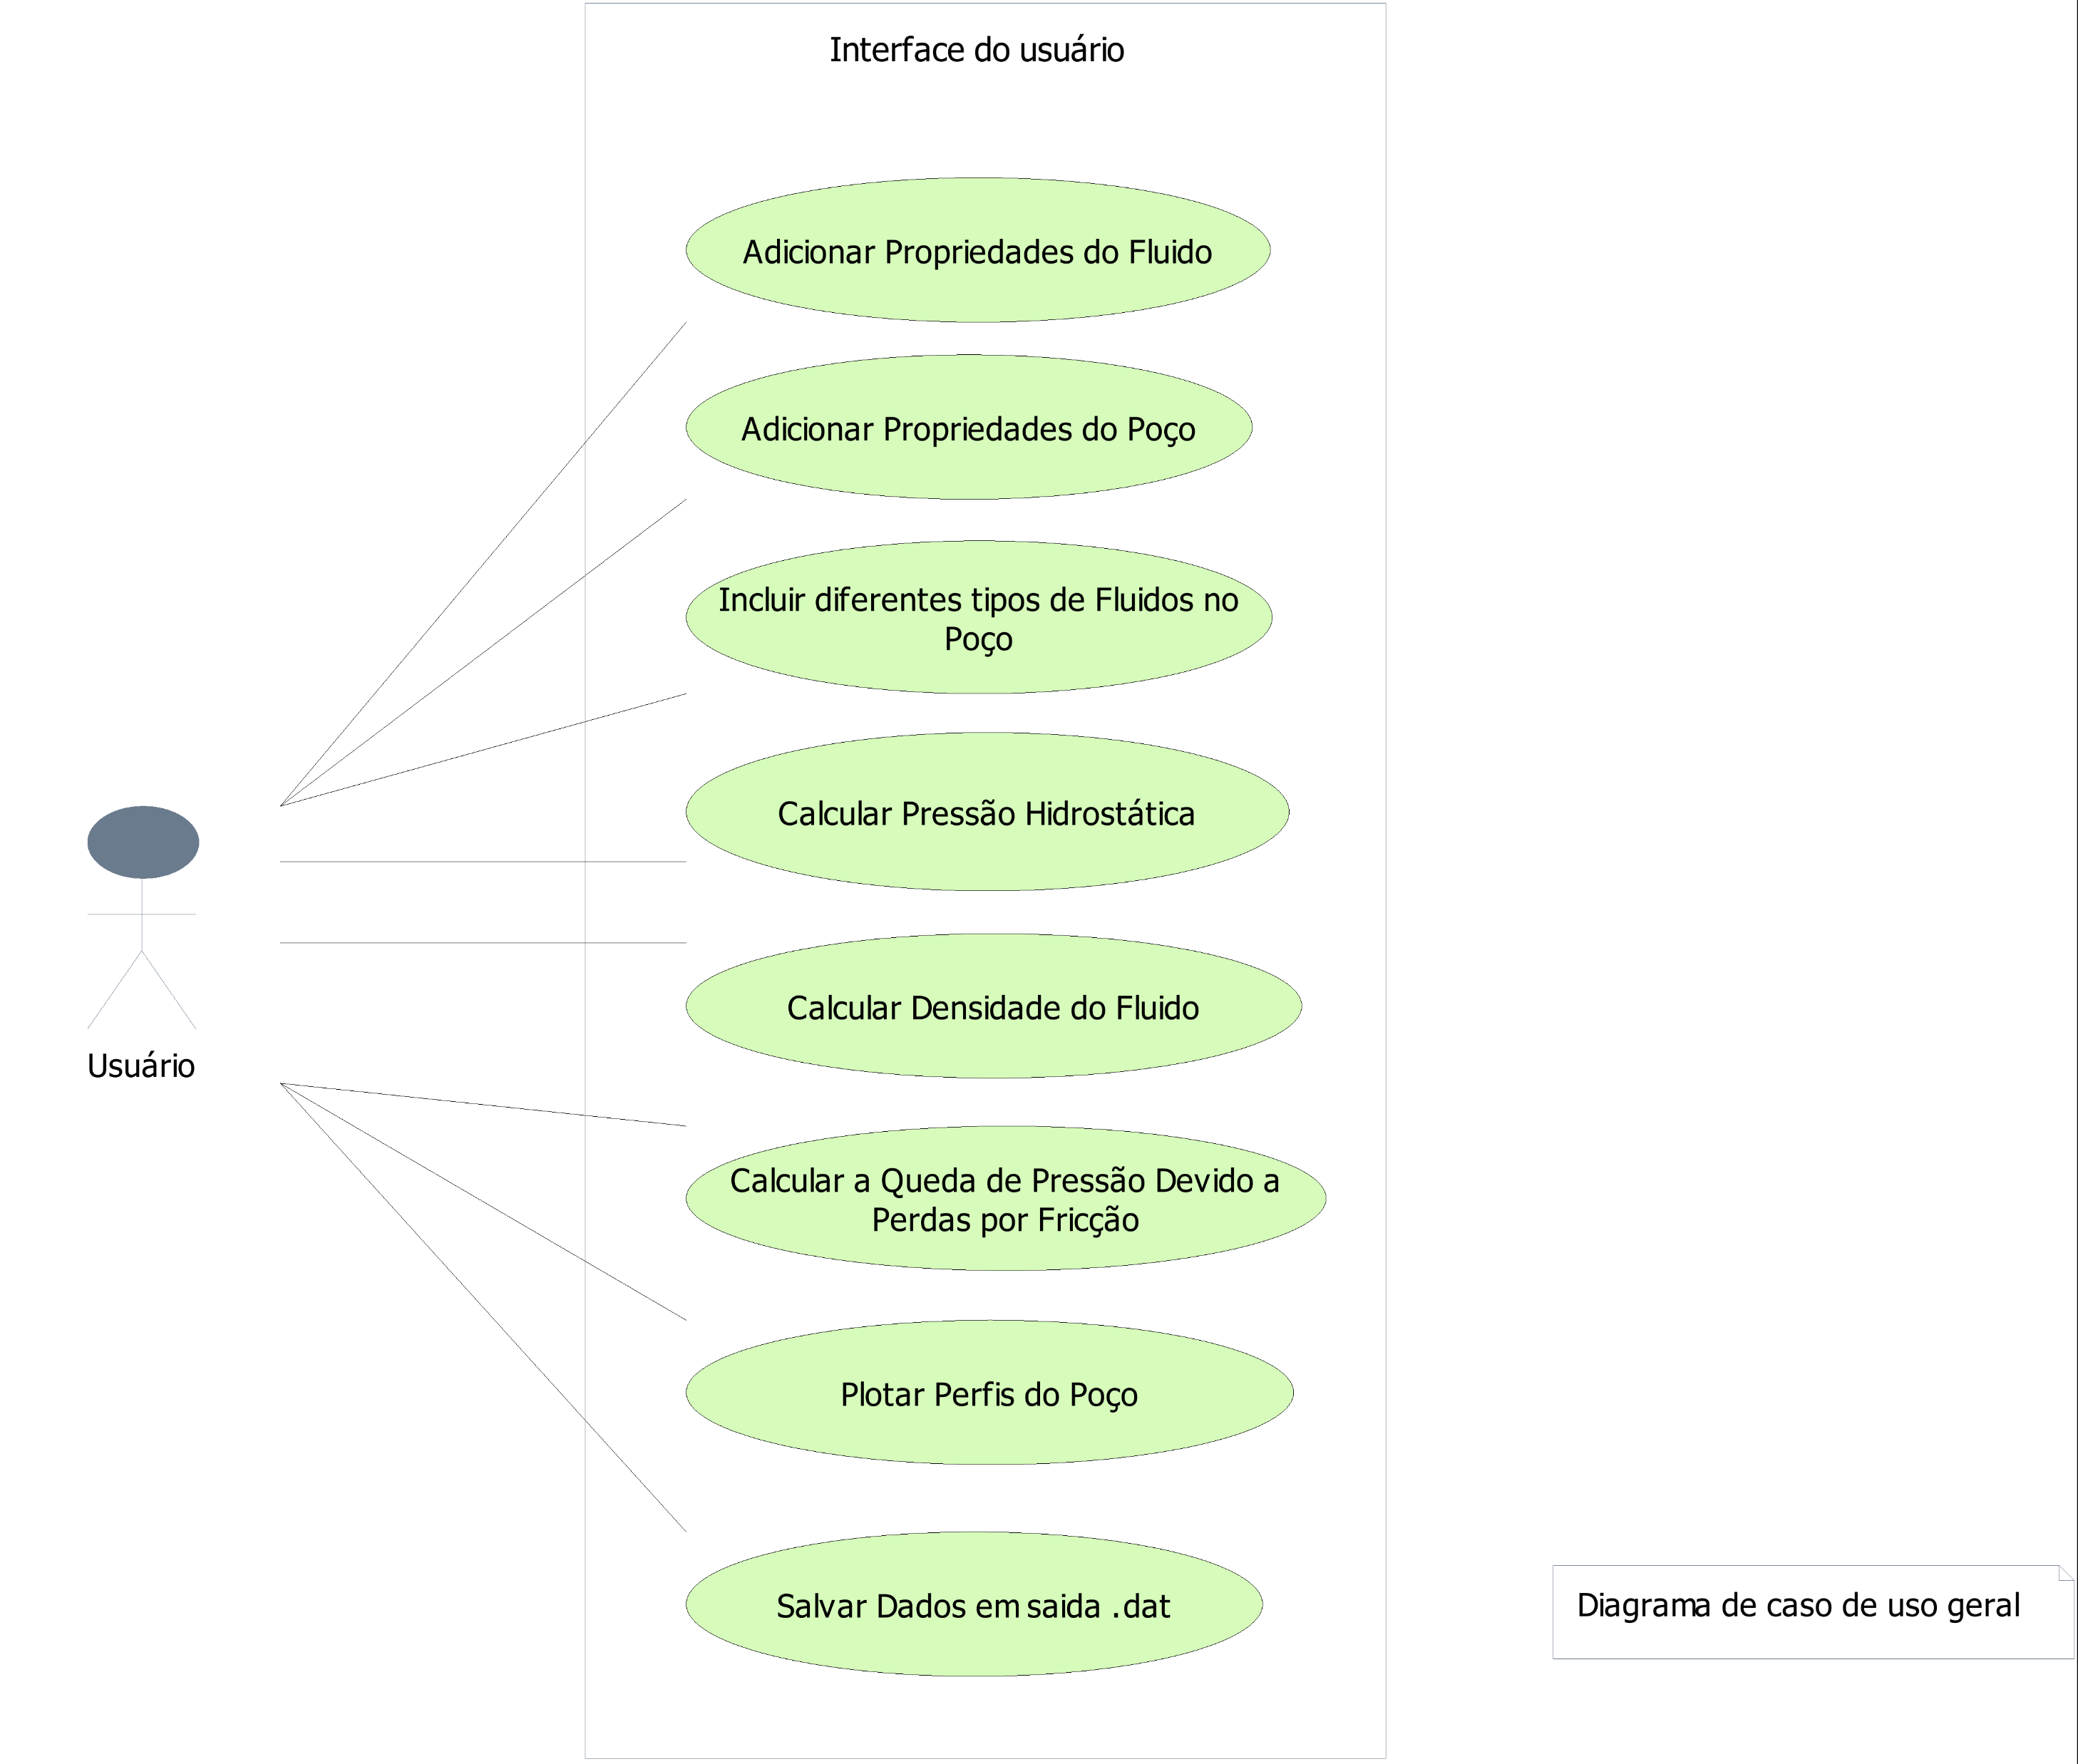 Interface do usuário
Adicionar Propriedades do Fluido
Adicionar Propriedades do Poço
Incluir diferentes tipos de Fluidos no
Poço
Calcular Pressão Hidrostática
Calcular Densidade do Fluido
Usuário
Calcular a Queda de Pressão Devido a
Perdas por Fricção
Plotar Perfis do Poço
Salvar Dados em saida .dat
Diagrama de caso de uso geral